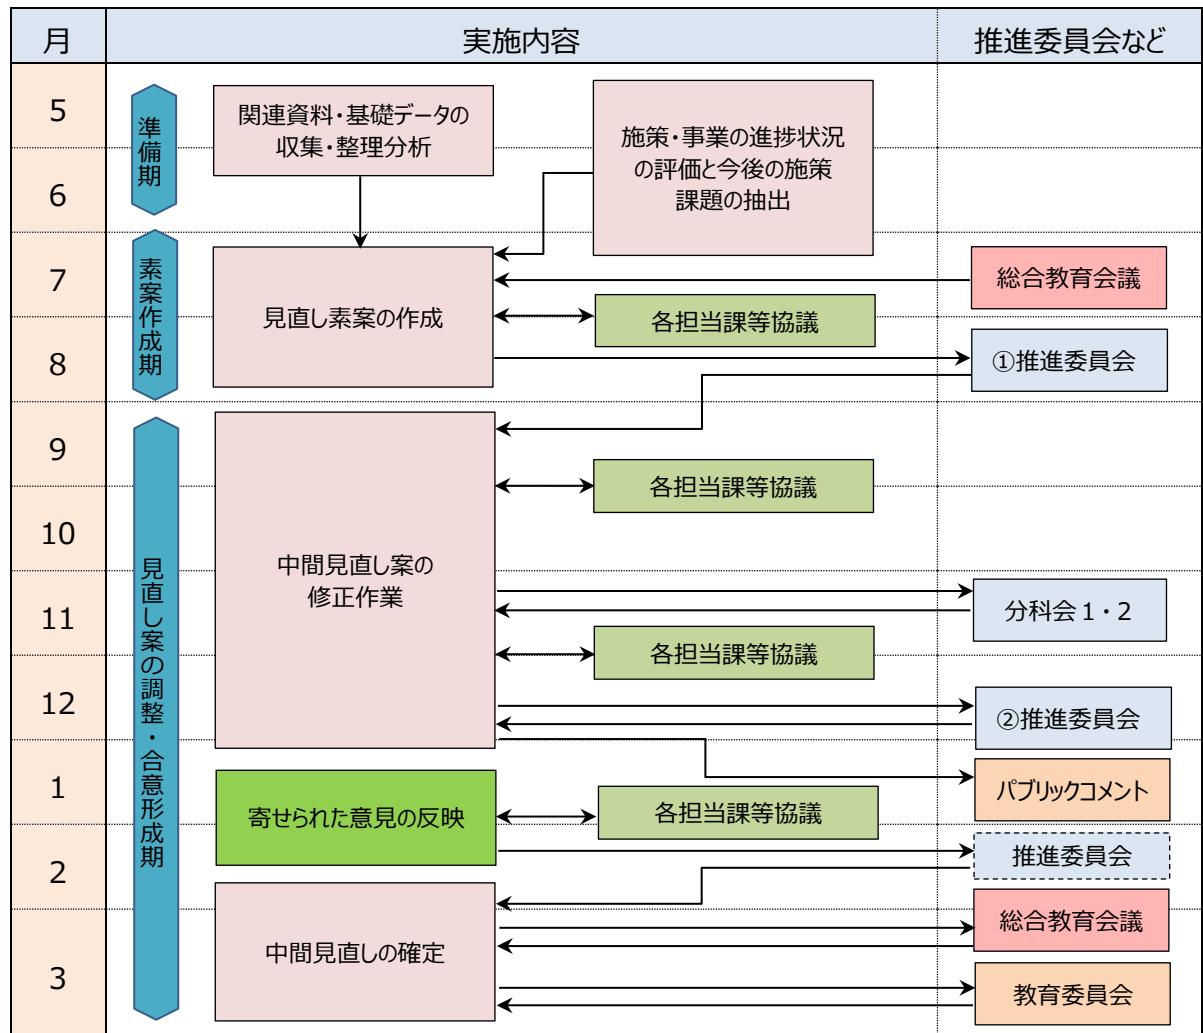 月
実施内容
推進委員会など
5
6
7
8
9
10
11
12
1
2
3
準備期
素案作成期
見直し案の調整・合意形成期
関連資料・基礎データの
収集・整理分析
施策・事業の進捗状況
の評価と今後の施策
課題の抽出
見直し素案の作成
総合教育会議
各担当課等協議
①推進委員会
中間見直し案の
修正作業
各担当課等協議
分科会１・２
各担当課等協議
②推進委員会
パブリックコメント
寄せられた意見の反映
各担当課等協議
推進委員会
中間見直しの確定
総合教育会議
教育委員会